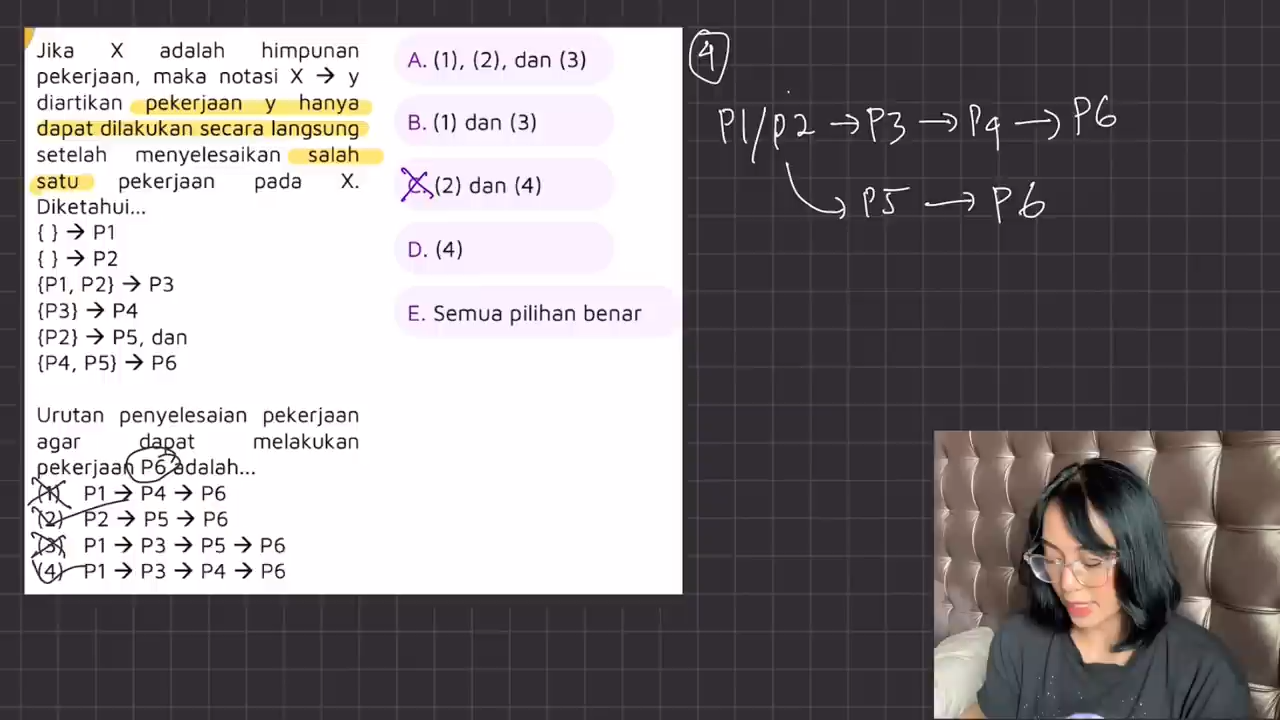 Jika X adalah himpunan
pekerjaan, maka notasi X → y
diartikan pekerjaan y hanya
dapat dilakukan secara langsung
setelah menyelesaikan salah
satu pekerjaan pada X.
Diketahui...
{ } → P1
{ } → P2
{P1, P2} → P3
{P3} → P4
{P2} → P5, dan
{P4, P5} → P6
Urutan penyelesaian pekerjaan
agar dapat melakukan
pekerjaan P6 adalah...
(1) P1 → P4 → P6
(2) P2 → P5 → P6
(3) P1 → P3 → P5 → P6
(4) P1 → P3 → P4 → P6
A. (1), (2), dan (3)
B. (1) dan (3)
C. (2) dan (4)
D. (4)
E. Semua pilihan benar
4
P1/P2 → P3 → P4 → P6
→ P5 → P6